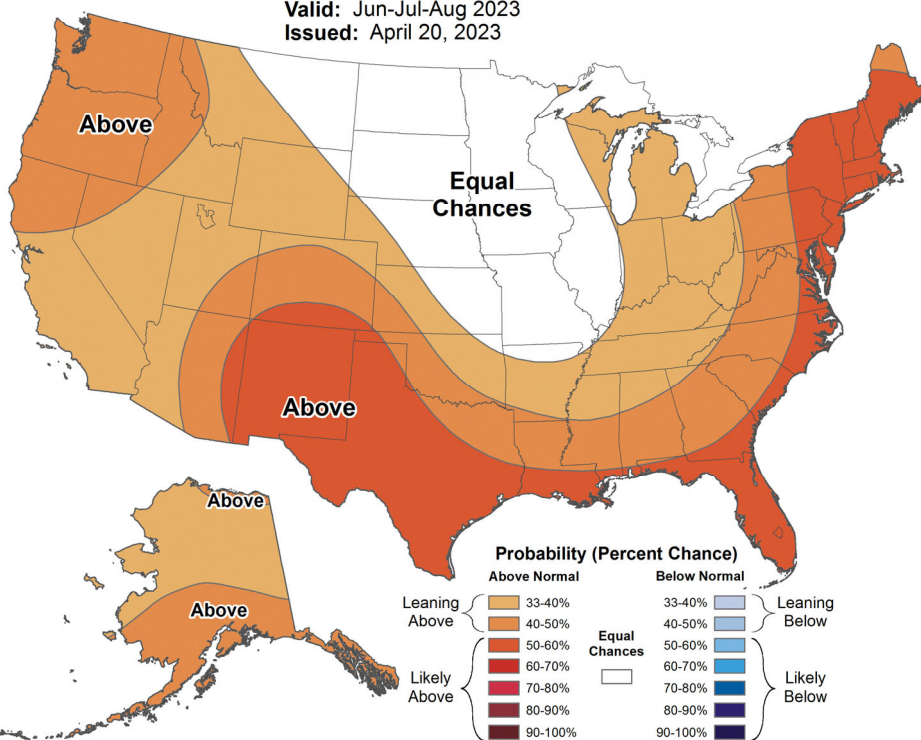 Valid: Jun-Jul-Aug 2023
Issued: April 20, 2023
Above
Equal
Chances
Above
Above
Above
Probability (Percent Chance)
Above Normal
Below Normal
Leaning
Above
33-40%
40-50%
Likely
Above
50-60%
60-70%
70-80%
80-90%
90-100%
Equal
Chances
33-40%
40-50%
Leaning
Below
50-60%
60-70%
70-80%
80-90%
90-100%
Likely
Below